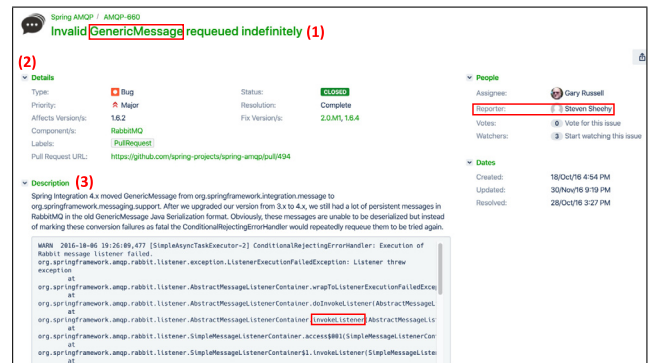 Spring AMQP / AMQP-660
Invalid GenericMessage requeued indefinitely (1)
(2)
Details
Type: Bug Status: CLOSED
Priority: Major Resolution: Complete
Affects Version/s: 1.6.2 Fix Version/s: 2.0.M1, 1.6.4
Component/s: RabbitMQ
Labels: PullRequest
Pull Request URL: https://github.com/spring-projects/spring-amqp/pull/494
People
Assignee: Gary Russell
Reporter: Steven Sheehy
Votes: 0 Vote for this issue
Watchers: 3 Start watching this issue
Dates
Created: 18/Oct/16 4:54 PM
Updated: 30/Nov/16 9:19 PM
Resolved: 28/Oct/16 3:27 PM
Description (3)
Spring Integration 4.x moved GenericMessage from org.springframework.integration.message to
org.springframework.messaging.support. After we upgraded our version from 3.x to 4.x, we still had a lot of persistent messages in
RabbitMQ in the old GenericMessage Java Serialization format. Obviously, these messages are unable to be deserialized but instead
of marking these conversion failures as fatal the ConditionalRejectingErrorHandler would repeatedly requeue them to be tried again.
WARN 2016-10-06 19:26:09,477 [SimpleAsyncTaskExecutor-2] ConditionalRejectingErrorHandler: Execution of
Rabbit message listener failed.
org.springframework.amqp.rabbit.listener.exception.ListenerExecutionFailedException: Listener threw
exception
at
org.springframework.amqp.rabbit.listener.AbstractMessageListenerContainer.wrapToListenerExecutionFailedExce
at
org.springframework.amqp.rabbit.listener.AbstractMessageListenerContainer.doInvokeListener(AbstractMessageL
at
org.springframework.amqp.rabbit.listener.AbstractMessageListenerContainer.invokeListener(AbstractMessageLis
at
org.springframework.amqp.rabbit.listener.SimpleMessageListenerContainer.access$001(SimpleMessageListenerCon
at
org.springframework.amqp.rabbit.listener.SimpleMessageListenerContainer$1.invokeListener(SimpleMessageListe
at